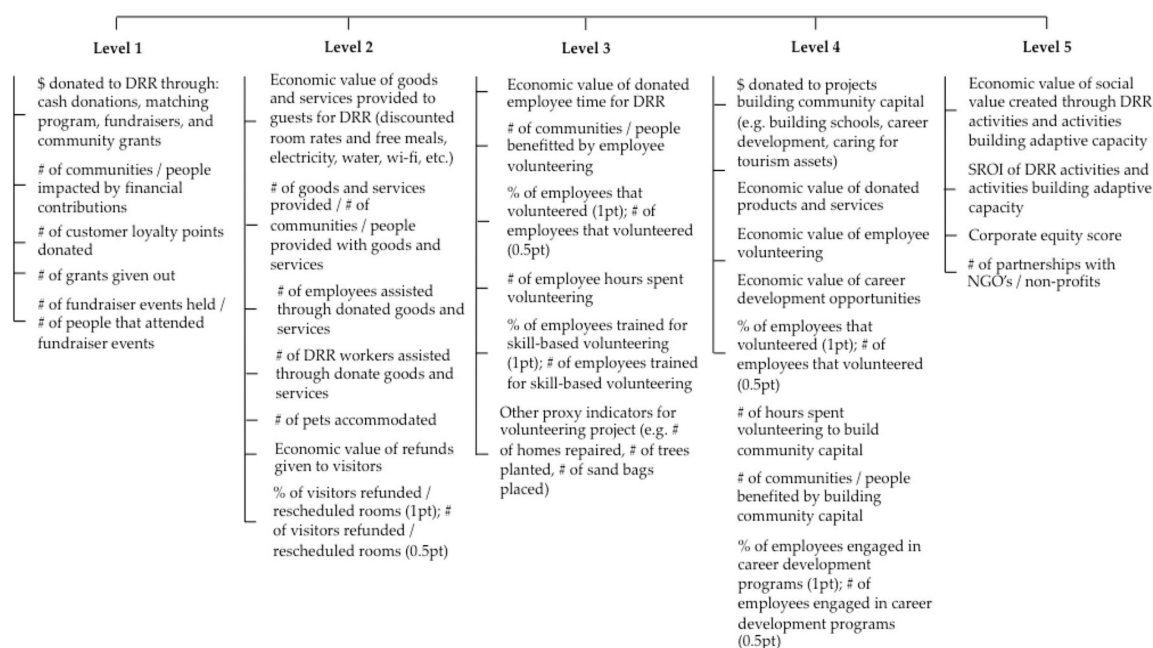 Level 1
Level 2
Level 3
Level 4
Level 5
$ donated to DRR through:
cash donations, matching
program, fundraisers, and
community grants
# of communities / people
impacted by financial
contributions
# of customer loyalty points
donated
# of grants given out
# of fundraiser events held /
# of people that attended
fundraiser events
Economic value of goods
and services provided to
guests for DRR (discounted
room rates and free meals,
electricity, water, wi-fi, etc.)
# of goods and services
provided / # of
communities / people
provided with goods and
services
# of employees assisted
through donated goods and
services
# of DRR workers assisted
through donate goods and
services
# of pets accommodated
Economic value of refunds
given to visitors
% of visitors refunded /
rescheduled rooms (1pt); #
of visitors refunded /
rescheduled rooms (0.5pt)
Economic value of donated
employee time for DRR
# of communities / people
benefitted by employee
volunteering
% of employees that
volunteered (1pt); # of
employees that volunteered
(0.5pt)
# of employee hours spent
volunteering
% of employees trained for
skill-based volunteering
(1pt); # of employees trained
for skill-based volunteering
Other proxy indicators for
volunteering project (e.g. #
of homes repaired, # of trees
planted, # of sand bags
placed)
$ donated to projects
building community capital
(e.g. building schools, career
development, caring for
tourism assets)
Economic value of donated
products and services
Economic value of employee
volunteering
Economic value of career
development opportunities
% of employees that
volunteered (1pt); # of
employees that volunteered
(0.5pt)
# of hours spent
volunteering to build
community capital
# of communities / people
benefited by building
community capital
% of employees engaged in
career development
programs (1pt); # of
employees engaged in career
development programs
(0.5pt)
Economic value of social
value created through DRR
activities and activities
building adaptive capacity
SROI of DRR activities and
activities building adaptive
capacity
Corporate equity score
# of partnerships with
NGO's / non-profits